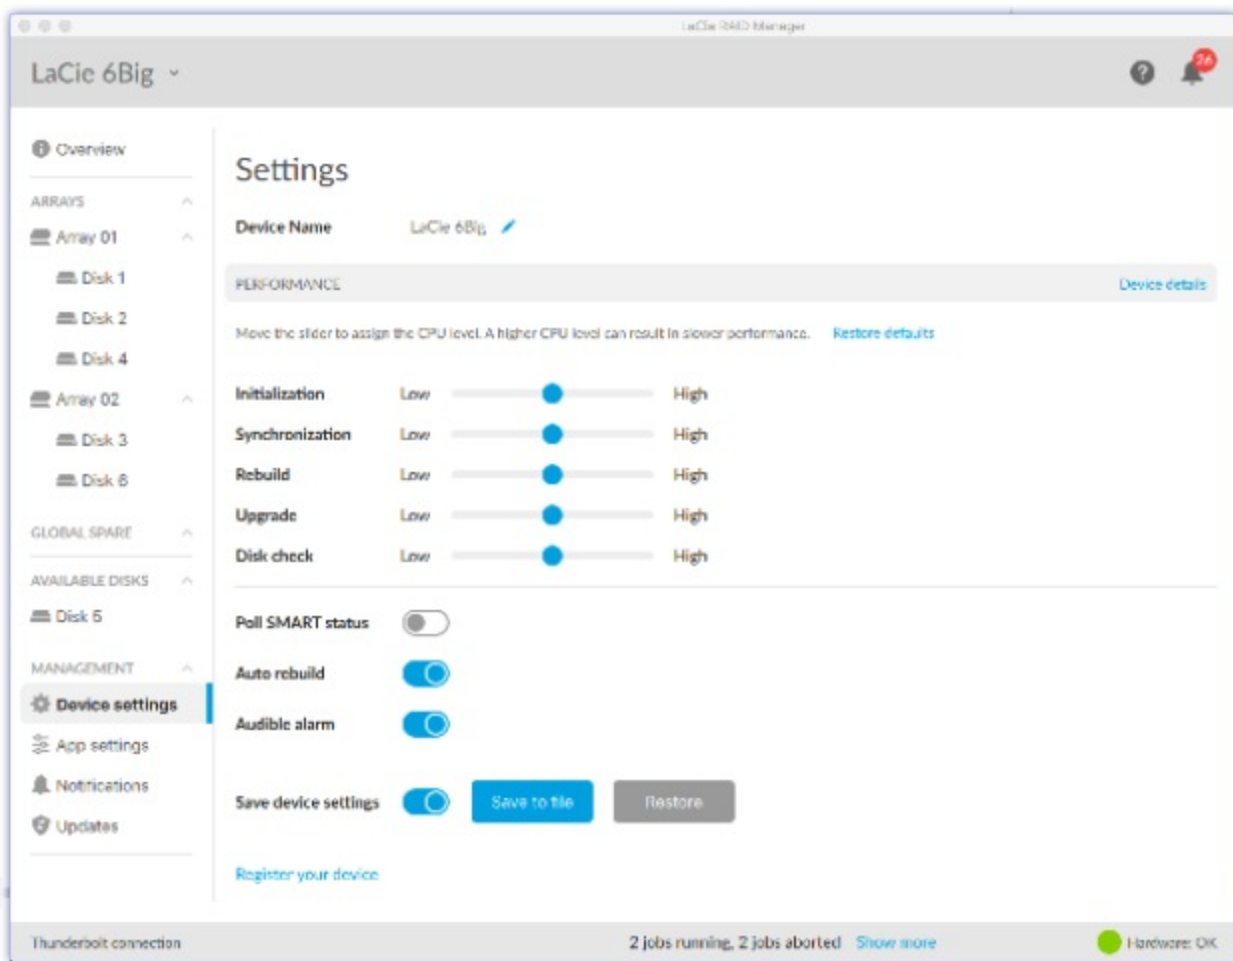 LaCie RAID Manager
LaCie 6Big
26
Overview
ARRAYS
Array 01
Disk 1
Disk 2
Disk 4
Array 02
Disk 3
Disk 6
GLOBAL SPARE
AVAILABLE DISKS
Disk 5
MANAGEMENT
Device settings
App settings
Notifications
Updates
Settings
Device Name LaCie 6Big
PERFORMANCE Device details
Move the slider to assign the CPU level. A higher CPU level can result in slower performance. Restore defaults
Initialization Low High
Synchronization Low High
Rebuild Low High
Upgrade Low High
Disk check Low High
Poll SMART status
Auto rebuild
Audible alarm
Save device settings Save to file Restore
Register your device
Thunderbolt connection 2 jobs running, 2 jobs aborted Show more Hardware: OK